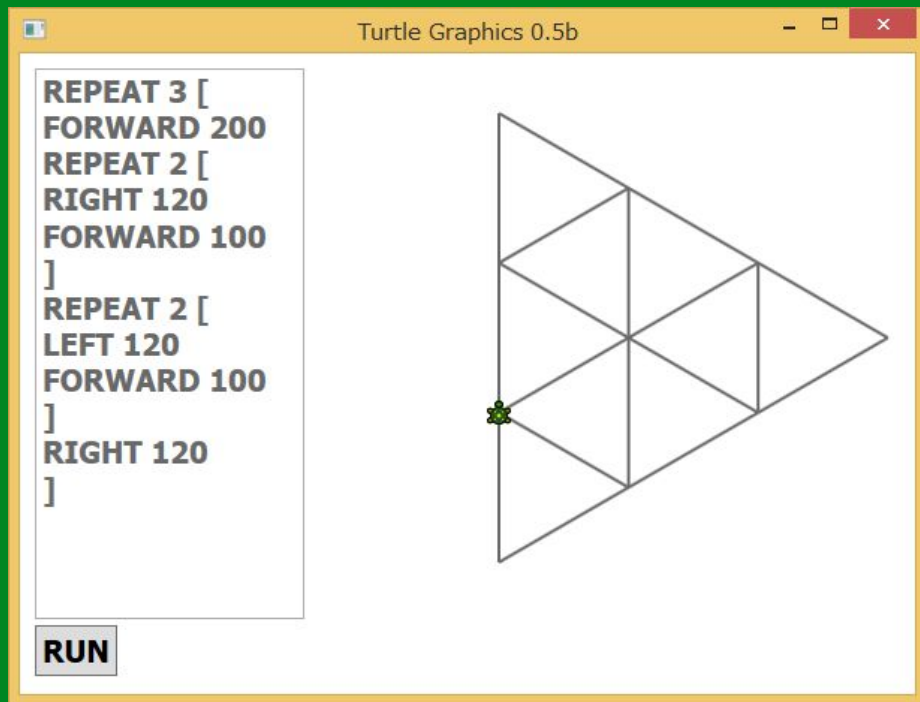 Turtle Graphics 0.5b
REPEAT 3 [
FORWARD 200
REPEAT 2 [
RIGHT 120
FORWARD 100
]
REPEAT 2 [
LEFT 120
FORWARD 100
]
RIGHT 120
]
RUN